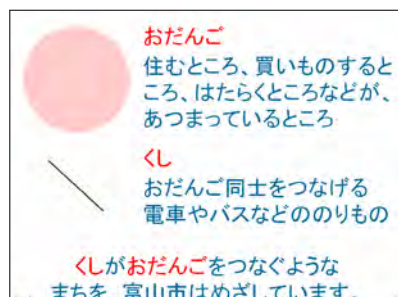 おだんご
住むところ、買いものすると
ころ、はたらくところなどが、
あつまっているところ
くし
おだんご同士をつなげる
電車やバスなどののりもの
くしがおだんごをつなぐような
まちを、富山市はめざしています。